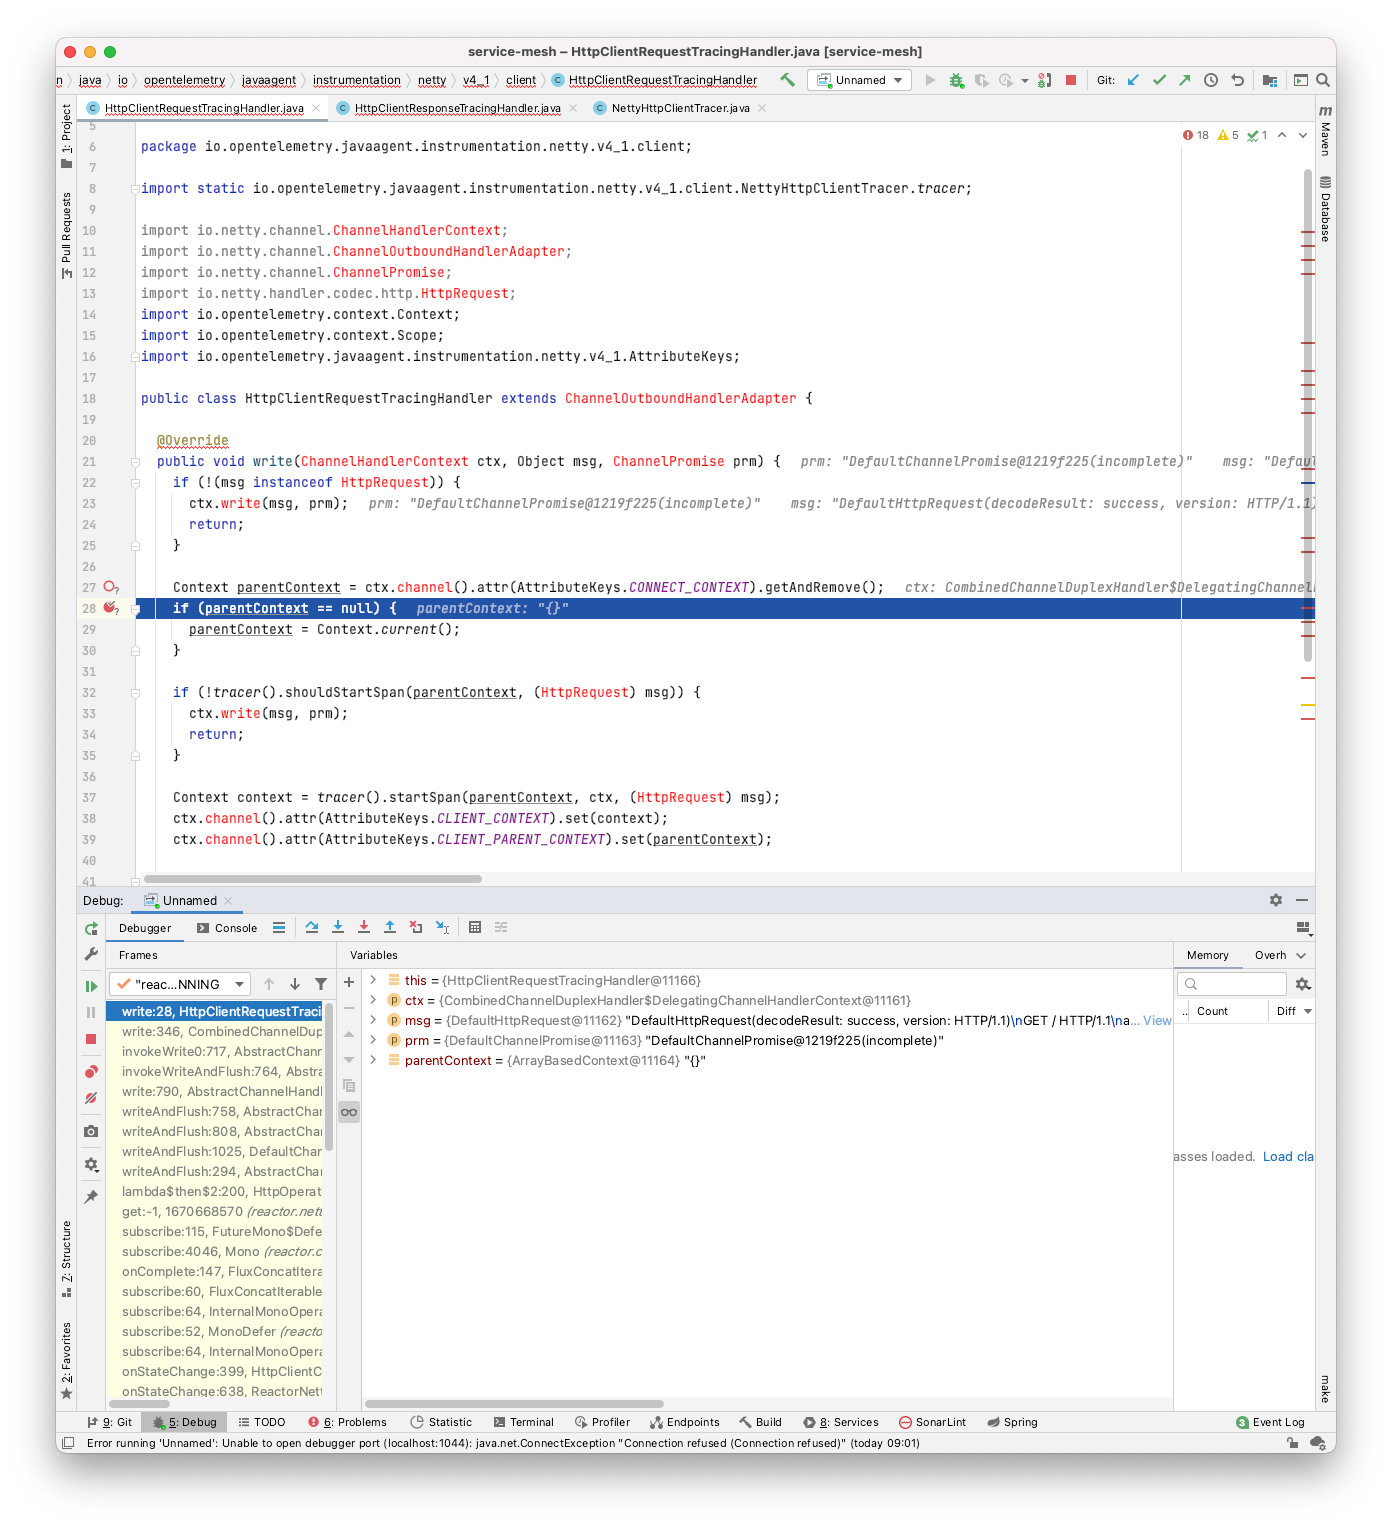 service-mesh – HttpClientRequestTracingHandler.java [service-mesh]
n java io opentelemetry javaagent instrumentation netty v4_1 client HttpClientRequestTracingHandler Unnamed Git:
HttpClientRequestTracingHandler.java HttpClientResponseTracingHandler.java NettyHttpClientTracer.java
1: Project
Pull Requests
7: Structure
2: Favorites
18 5 1
5
6 package io.opentelemetry.javaagent.instrumentation.netty.v4_1.client;
7
8 import static io.opentelemetry.javaagent.instrumentation.netty.v4_1.client.NettyHttpClientTracer.tracer;
9
10 import io.netty.channel.ChannelHandlerContext;
11 import io.netty.channel.ChannelOutboundHandlerAdapter;
12 import io.netty.channel.ChannelPromise;
13 import io.netty.handler.codec.http.HttpRequest;
14 import io.opentelemetry.context.Context;
15 import io.opentelemetry.context.Scope;
16 import io.opentelemetry.javaagent.instrumentation.netty.v4_1.AttributeKeys;
17
18 public class HttpClientRequestTracingHandler extends ChannelOutboundHandlerAdapter {
19
20 @Override
21 public void write(ChannelHandlerContext ctx, Object msg, ChannelPromise prm) { prm: "DefaultChannelPromise@1219f225(incomplete)" msg: "Defaul
22 if (!(msg instanceof HttpRequest)) {
23 ctx.write(msg, prm); prm: "DefaultChannelPromise@1219f225(incomplete)" msg: "DefaultHttpRequest(decodeResult: success, version: HTTP/1.1)
24 return;
25 }
26
27 Context parentContext = ctx.channel().attr(AttributeKeys.CONNECT_CONTEXT).getAndRemove(); ctx: CombinedChannelDuplexHandler$DelegatingChannel
28 if (parentContext == null) { parentContext: "{}"
29 parentContext = Context.current();
30 }
31
32 if (!tracer().shouldStartSpan(parentContext, (HttpRequest) msg)) {
33 ctx.write(msg, prm);
34 return;
35 }
36
37 Context context = tracer().startSpan(parentContext, ctx, (HttpRequest) msg);
38 ctx.channel().attr(AttributeKeys.CLIENT_CONTEXT).set(context);
39 ctx.channel().attr(AttributeKeys.CLIENT_PARENT_CONTEXT).set(parentContext);
40
41
Maven
Database
make
Debug: Unnamed
Debugger Console
Frames
"reac...NNING
write:28, HttpClientRequestTraci
write:346, CombinedChannelDup
invokeWrite0:717, AbstractChann
invokeWriteAndFlush:764, Abstra
write:790, AbstractChannelHandl
writeAndFlush:758, AbstractChan
writeAndFlush:808, AbstractChan
writeAndFlush:1025, DefaultChan
writeAndFlush:294, AbstractChan
lambda$then$2:200, HttpOperat
get:-1, 1670668570 (reactor.nett
subscribe:115, FutureMono$Defe
subscribe:4046, Mono (reactor.c
onComplete:147, FluxConcatItera
subscribe:60, FluxConcatIterable
subscribe:64, InternalMonoOpera
subscribe:52, MonoDefer (reacto
subscribe:64, InternalMonoOpera
onStateChange:399, HttpClientC
onStateChange:638, ReactorNett
Variables
this = {HttpClientRequestTracingHandler@11166}
ctx = {CombinedChannelDuplexHandler$DelegatingChannelHandlerContext@11161}
msg = {DefaultHttpRequest@11162} "DefaultHttpRequest(decodeResult: success, version: HTTP/1.1)\nGET / HTTP/1.1\na... View
prm = {DefaultChannelPromise@11163} "DefaultChannelPromise@1219f225(incomplete)"
parentContext = {ArrayBasedContext@11164} "{}"
Memory Overh
.. Count Diff
asses loaded. Load cla
9: Git 5: Debug TODO 6: Problems Statistic Terminal Profiler Endpoints Build 8: Services SonarLint Spring 3 Event Log
Error running 'Unnamed': Unable to open debugger port (localhost:1044): java.net.ConnectException "Connection refused (Connection refused)" (today 09:01)